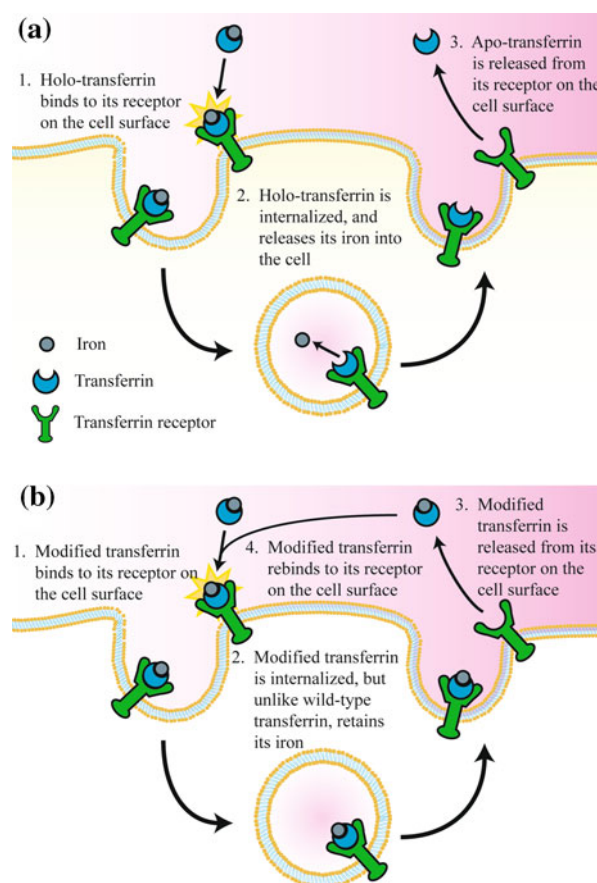 (a)
1. Holo-transferrin
binds to its receptor
on the cell surface
3. Apo-transferrin
is released from
its receptor on the
cell surface
2. Holo-transferrin is
internalized, and
releases its iron into
the cell
Iron
Transferrin
Transferrin receptor
(b)
1. Modified transferrin
binds to its receptor on
the cell surface
4. Modified transferrin
rebinds to its receptor
on the cell surface
3. Modified
transferrin is
released from its
receptor on the
cell surface
2. Modified transferrin
is internalized, but
unlike wild-type
transferrin, retains
its iron